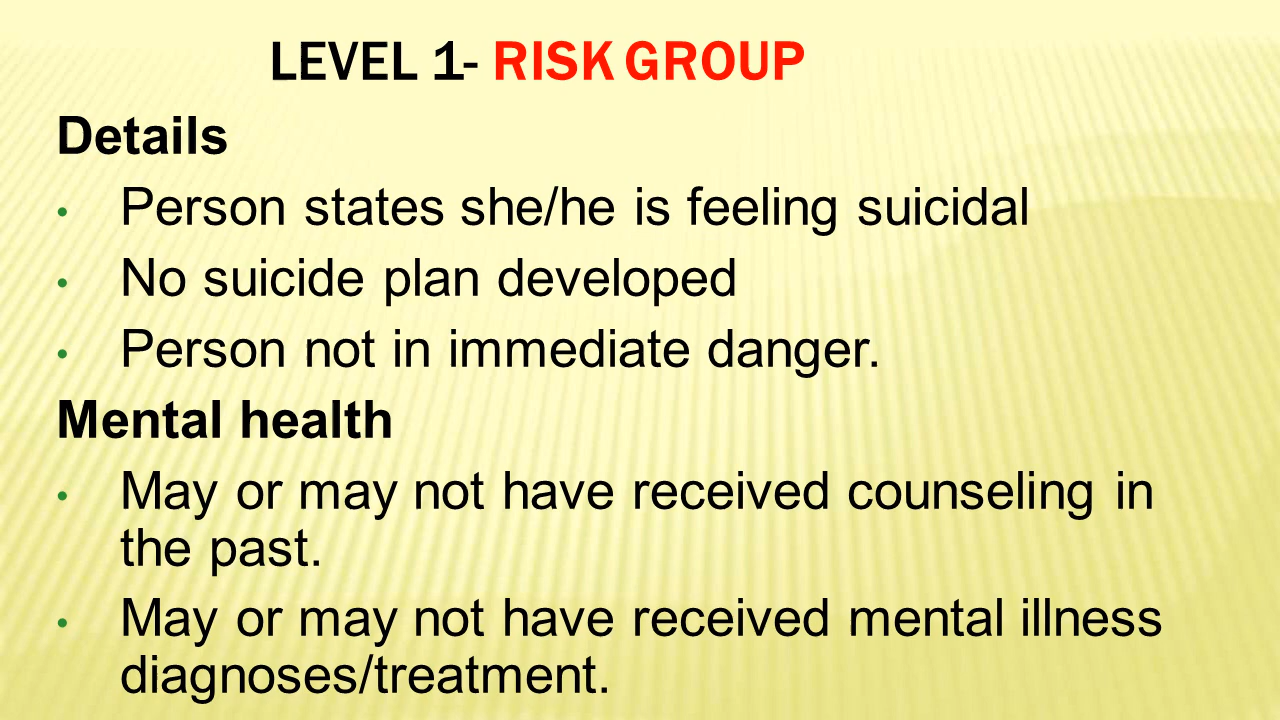 LEVEL 1- RISK GROUP
Details
• Person states she/he is feeling suicidal
• No suicide plan developed
• Person not in immediate danger.
Mental health
• May or may not have received counseling in
the past.
• May or may not have received mental illness
diagnoses/treatment.